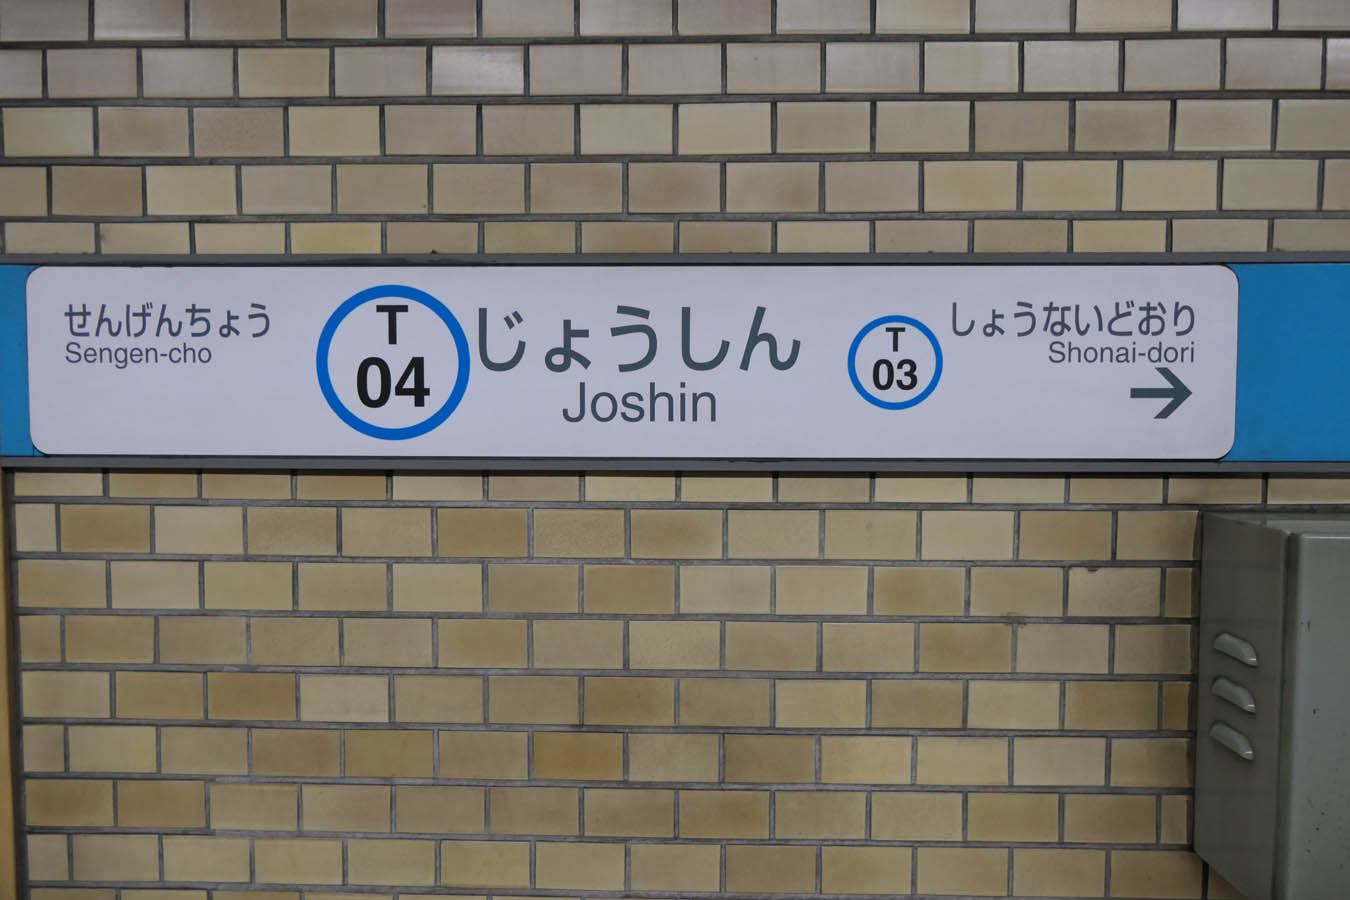 せんげんちょう
Sengen-cho
T
04
じょうしん
Joshin
T
03
しょうないどおり
Shonai-dori
→